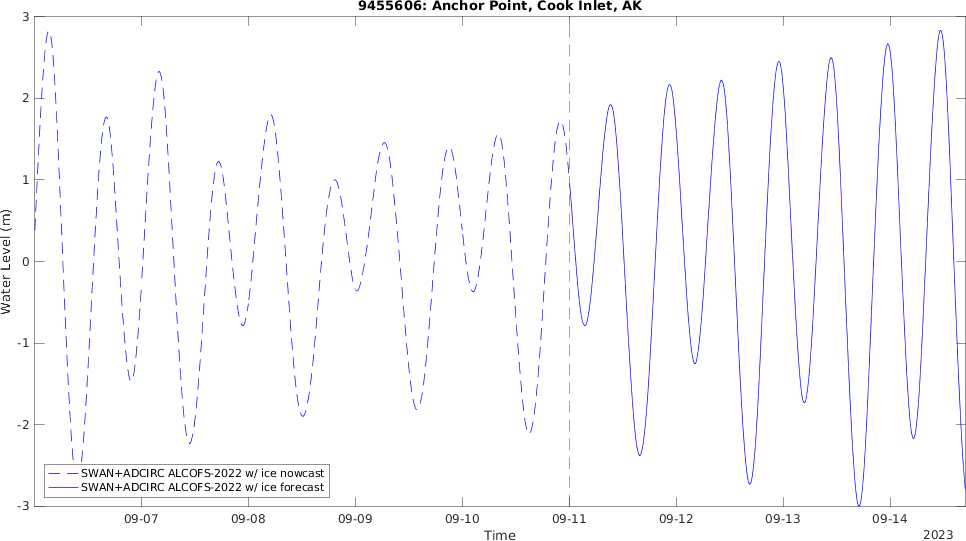 9455606: Anchor Point, Cook Inlet, AK
Water Level (m)
3
2
1
0
-1
-2
-3
SWAN+ADCIRC ALCOFS-2022 w/ ice nowcast
SWAN+ADCIRC ALCOFS-2022 w/ ice forecast
09-07 09-08 09-09 09-10 09-11 09-12 09-13 09-14
Time
2023